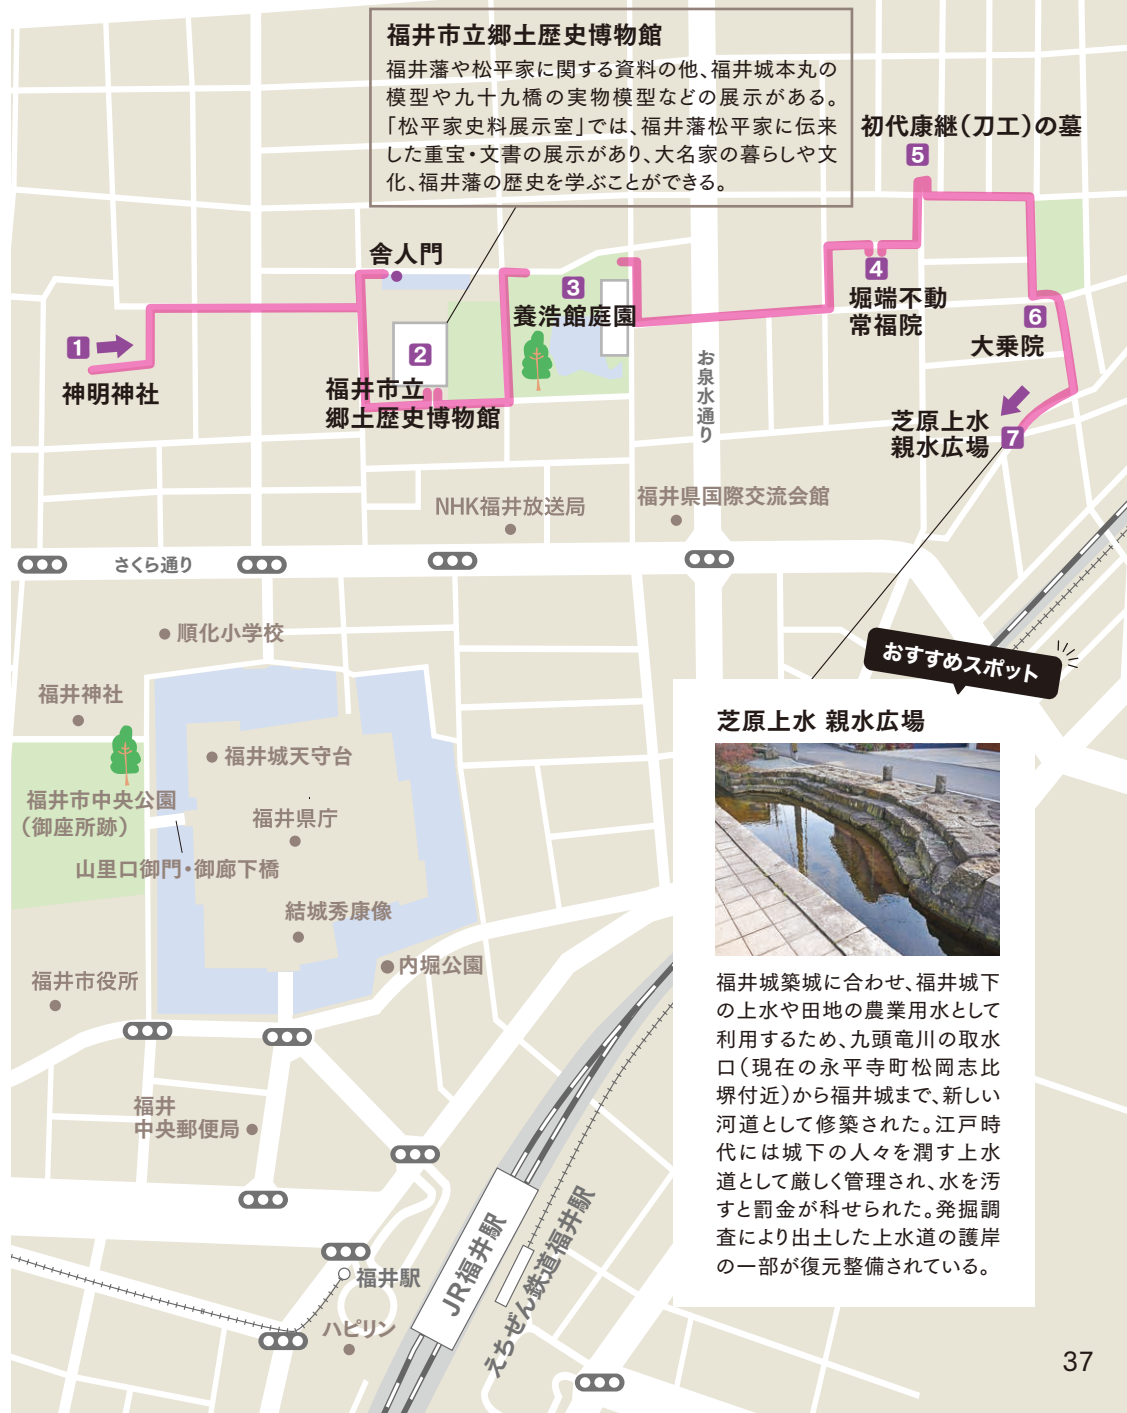 福井市立郷土歴史博物館
福井藩や松平家に関する資料の他、福井城本丸の
模型や九十九橋の実物模型などの展示がある。
「松平家史料展示室」では、福井藩松平家に伝来
した重宝・文書の展示があり、大名家の暮らしや文
化、福井藩の歴史を学ぶことができる。
初代康継(刀工)の墓
5
舎人門
3
養浩館庭園
4
堀端不動
常福院
6
大乗院
1
神明神社
2
福井市立
郷土歴史博物館
お泉水通り
芝原上水
親水広場
7
NHK福井放送局
福井県国際交流会館
さくら通り
順化小学校
おすすめスポット
福井神社
福井城天守台
福井市中央公園
(御座所跡)
福井県庁
山里口御門・御廊下橋
結城秀康像
内堀公園
福井市役所
福井
中央郵便局
福井駅
ハピリン
JR福井駅
えちぜん鉄道福井駅
芝原上水 親水広場
福井城築城に合わせ、福井城下
の上水や田地の農業用水として
利用するため、九頭竜川の取水
口(現在の永平寺町松岡志比
堺付近)から福井城まで、新しい
河道として修築された。江戸時
代には城下の人々を潤す上水
道として厳しく管理され、水を汚
すと罰金が科せられた。発掘調
査により出土した上水道の護岸
の一部が復元整備されている。
37